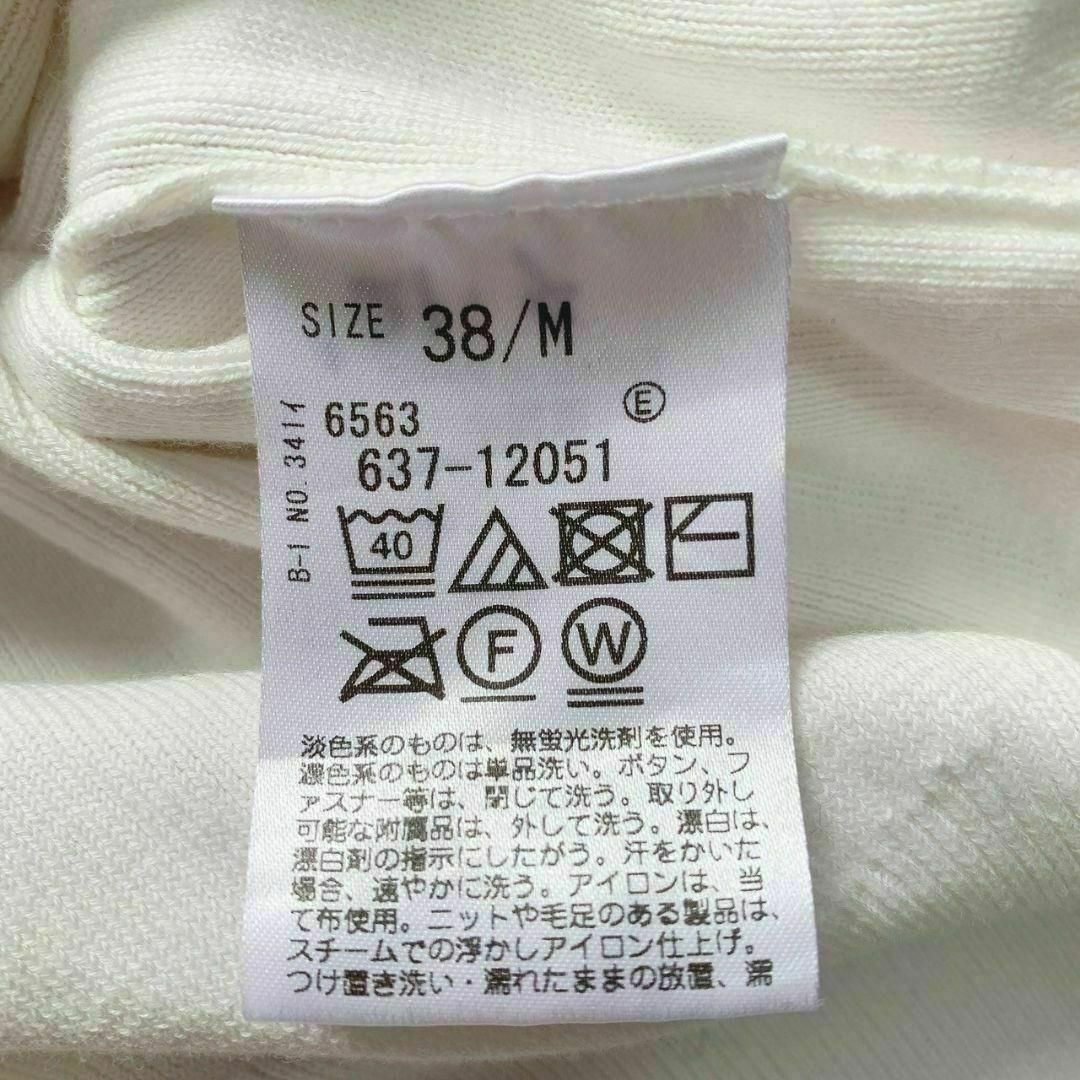 SIZE 38/M
B-1 NO.341イ
6563 E
637-12051
40
F W
淡色系のものは、無蛍光洗剤を使用。
濃色系のものは単品洗い。ボタン、フ
ァスナー等は、閉じて洗う。取り外し
可能な附属品は、外して洗う。漂白は、
漂白剤の指示にしたがう。汗をかいた
場合、速やかに洗う。アイロンは、当
て布使用。ニットや毛足のある製品は、
スチームでの浮かしアイロン仕上げ。
つけ置き洗い・濡れたままの放置、濡